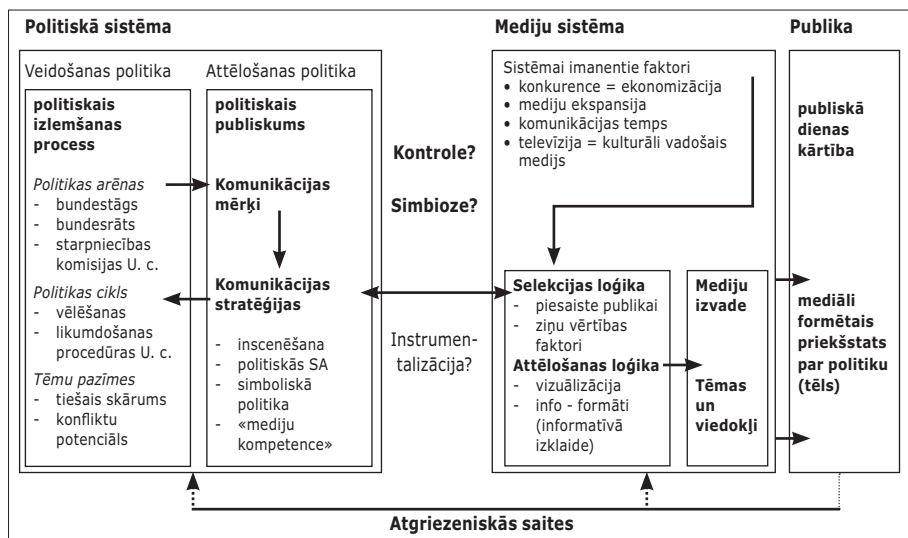 Politiskā sistēma
Veidošanas politika
politiskais
izlemšanas
process
Politikas arēnas
- bundestāgs
- bundesrāts
- starpniecības
komisijas U. c.
Politikas cikls
- vēlēšanas
- likumdošanas
procedūras U. c.
Tēmu pazīmes
- tiešais skārums
- konfliktu
potenciāls
Attēlošanas politika
politiskais
publiskums
Komunikācijas
mērķi
Komunikācijas
stratēģijas
- inscenēšana
- politiskās SA
- simboliskā
politika
- «mediju
kompetence»
Kontrole?
Simbioze?
Instrumen-
talizācija?
Mediju sistēma
Sistēmai imanentie faktori
• konkurence = ekonomizācija
• mediju ekspansija
• komunikācijas temps
• televīzija = kulturāli vadošais
medijs
Selekcijas loģika
- piesaiste publikai
- ziņu vērtības
faktori
Attēlošanas loģika
- vizuālizācija
- info - formāti
(informatīvā
izklaide)
Mediju
izvade
Tēmas
un
viedokļi
Publika
publiskā
dienas
kārtība
mediāli
formētais
priekšstats
par politiku
(tēls)
Atgriezeniskās saites